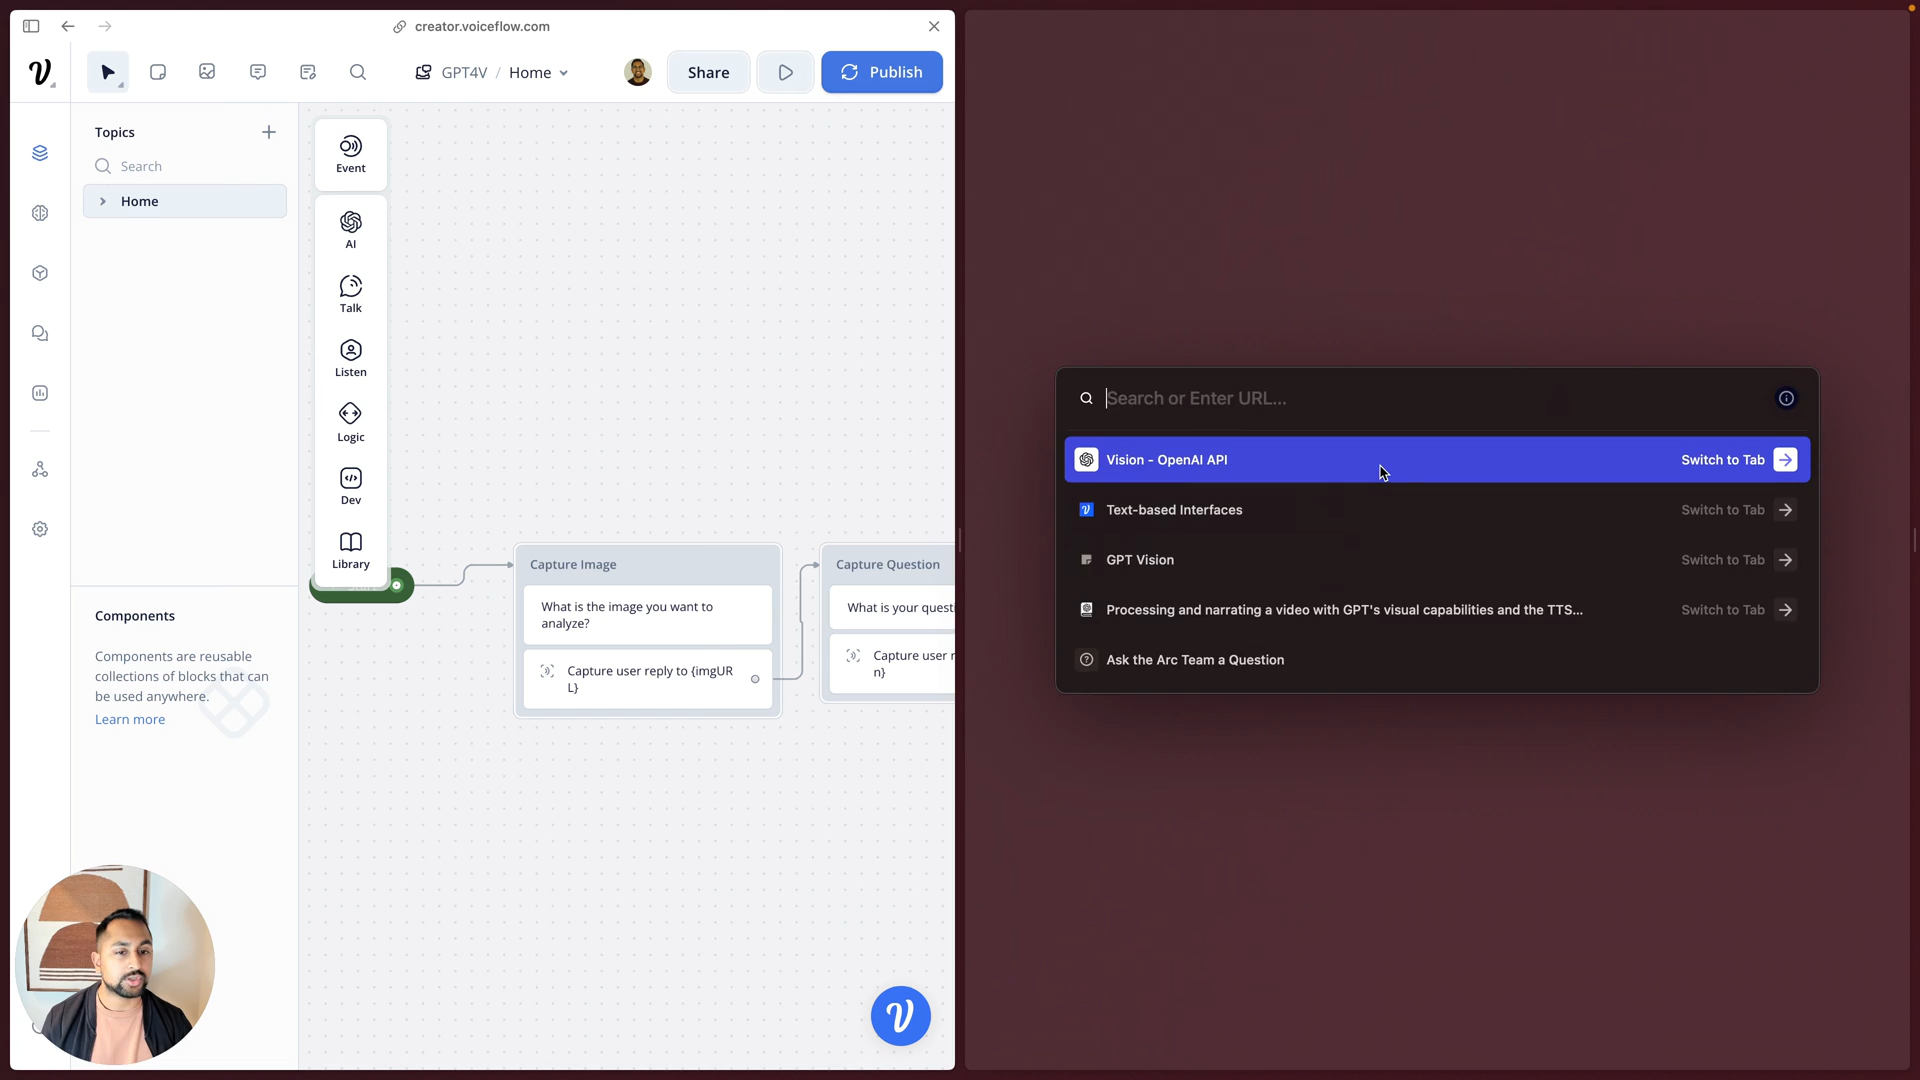 creator.voiceflow.com
GPT4V / Home
Share
Publish
Topics
Search
Home
Event
AI
Talk
Listen
Logic
Dev
Library
Components
Components are reusable
collections of blocks that can
be used anywhere.
Learn more
Capture Image
What is the image you want to
analyze?
Capture user reply to {imgUR
L}
Capture Question
What is your questi
Capture user r
n}
Search or Enter URL...
Vision - OpenAI API
Switch to Tab
Text-based Interfaces
Switch to Tab
GPT Vision
Switch to Tab
Processing and narrating a video with GPT's visual capabilities and the TTS...
Switch to Tab
Ask the Arc Team a Question